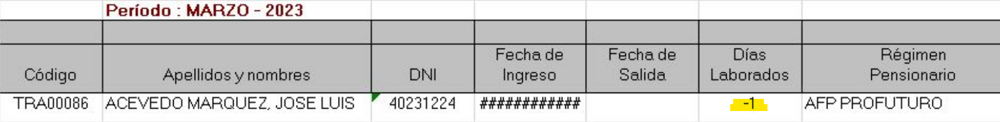 Período : MARZO - 2023
Fecha de Fecha de Días Régimen
Código Apellidos y nombres DNI Ingreso Salida Laborados Pensionario
TRA00086 ACEVEDO MARQUEZ, JOSE LUIS 40231224 ############ -1 AFP PROFUTURO